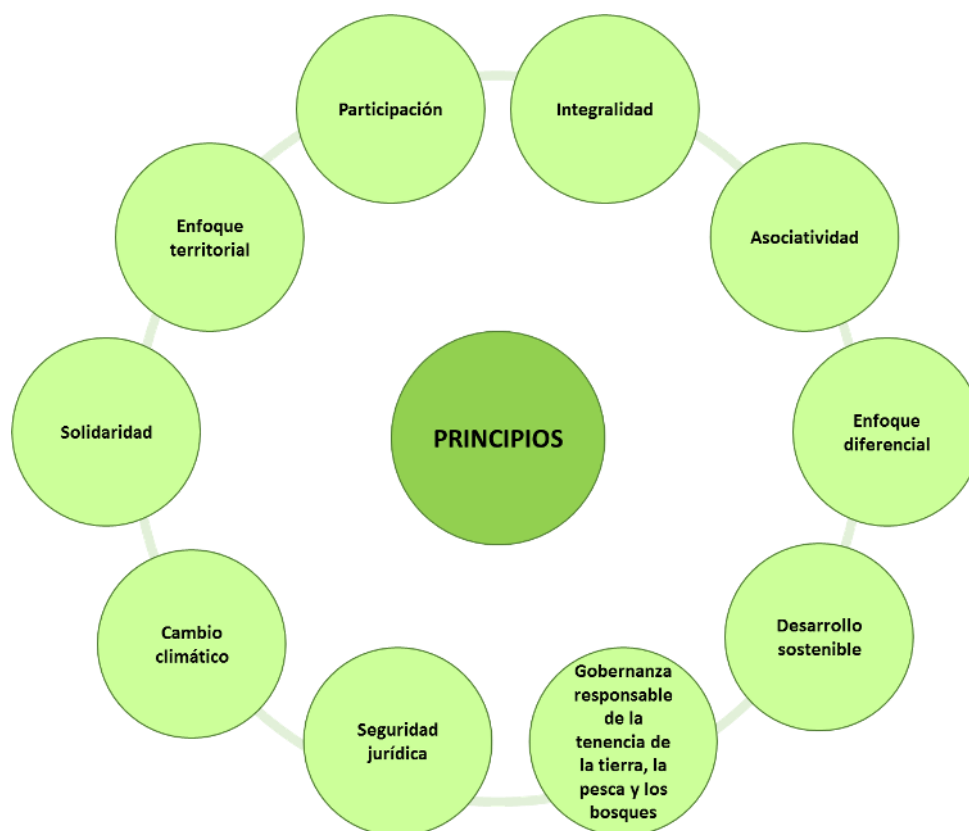 Participación
Integralidad
Asociatividad
Enfoque
diferencial
Desarrollo
sostenible
Gobernanza
responsable
de la
tenencia de
la tierra, la
pesca y los
bosques
Seguridad
jurídica
Cambio
climático
Solidaridad
Enfoque
territorial
PRINCIPIOS